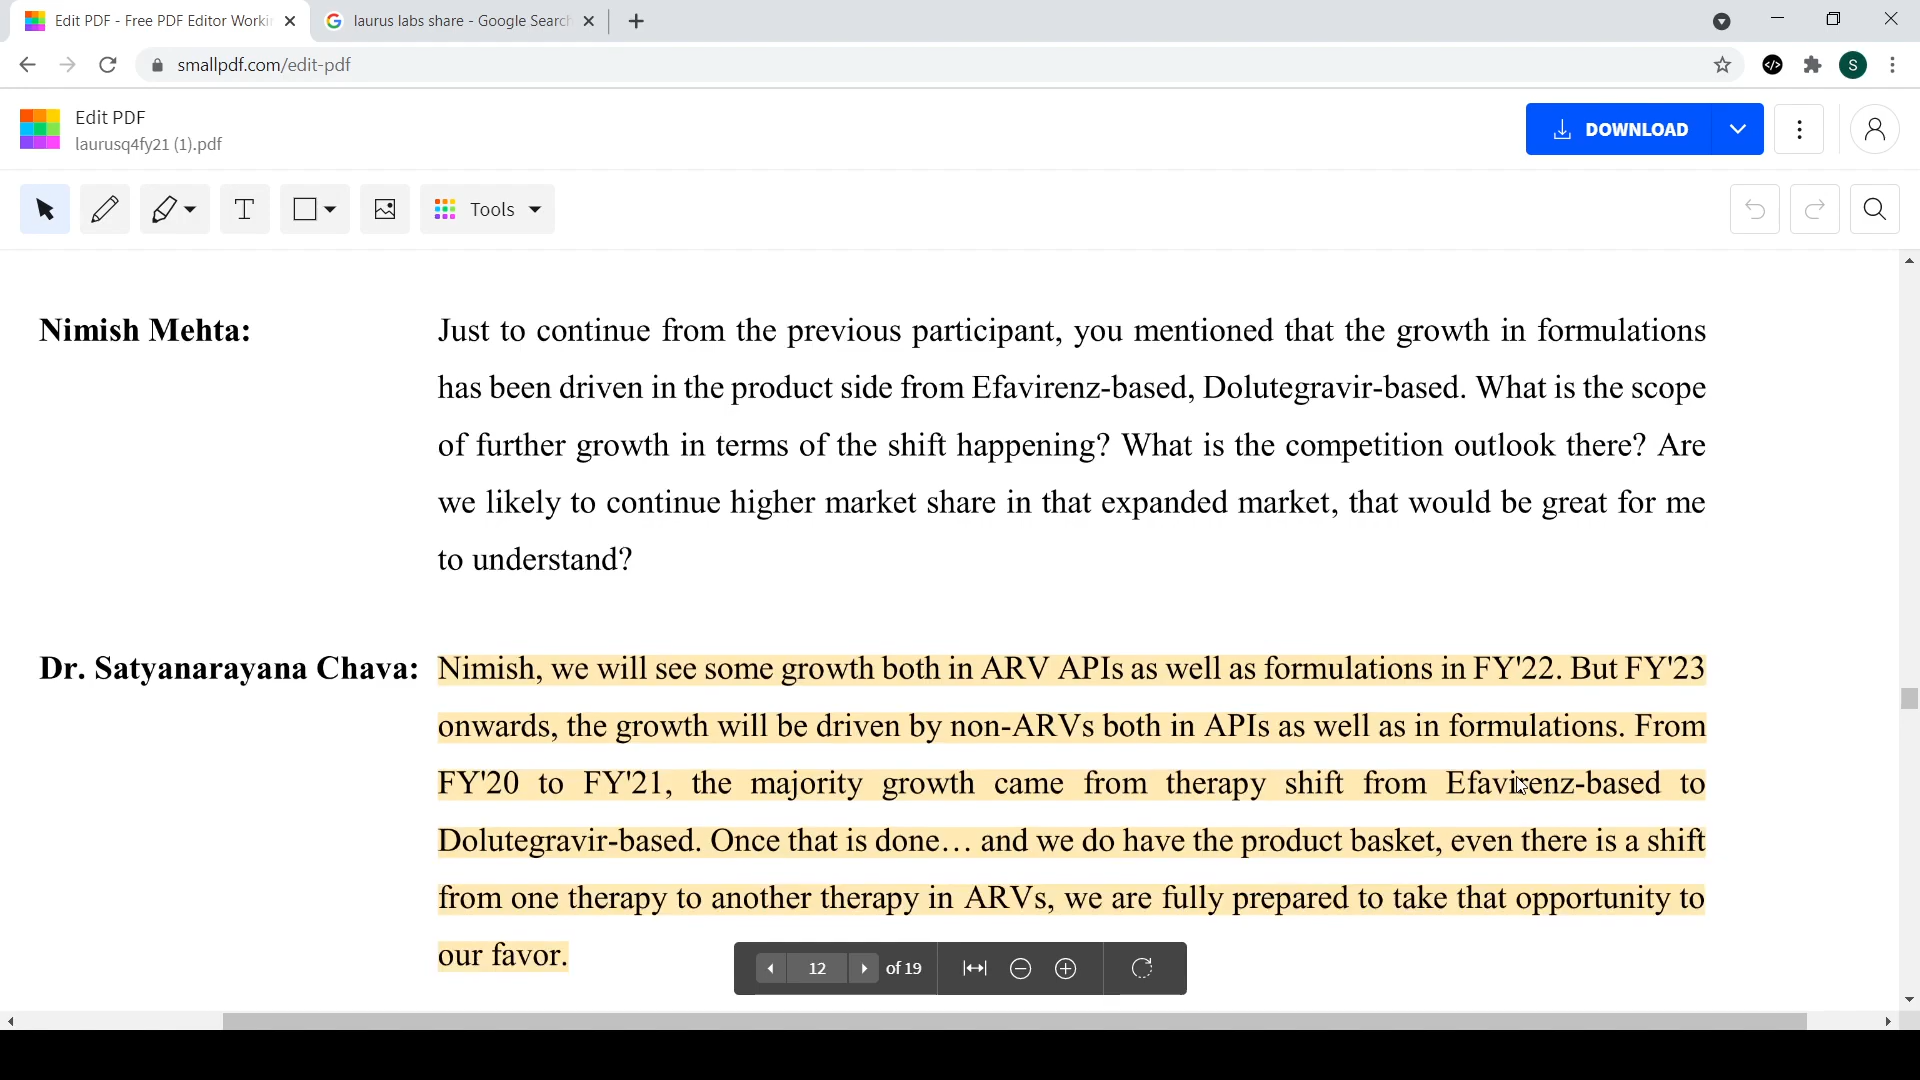 Edit PDF - Free PDF Editor Worki
laurus labs share - Google Search
smallpdf.com/edit-pdf
S
Edit PDF
laurusq4fy21 (1).pdf
DOWNLOAD
T
Tools
Nimish Mehta:
Just to continue from the previous participant, you mentioned that the growth in formulations
has been driven in the product side from Efavirenz-based, Dolutegravir-based. What is the scope
of further growth in terms of the shift happening? What is the competition outlook there? Are
we likely to continue higher market share in that expanded market, that would be great for me
to understand?
Dr. Satyanarayana Chava:
Nimish, we will see some growth both in ARV APIs as well as formulations in FY'22. But FY'23
onwards, the growth will be driven by non-ARVs both in APIs as well as in formulations. From
FY'20 to FY'21, the majority growth came from therapy shift from Efavirenz-based to
Dolutegravir-based. Once that is done… and we do have the product basket, even there is a shift
from one therapy to another therapy in ARVs, we are fully prepared to take that opportunity to
our favor.
12 of 19